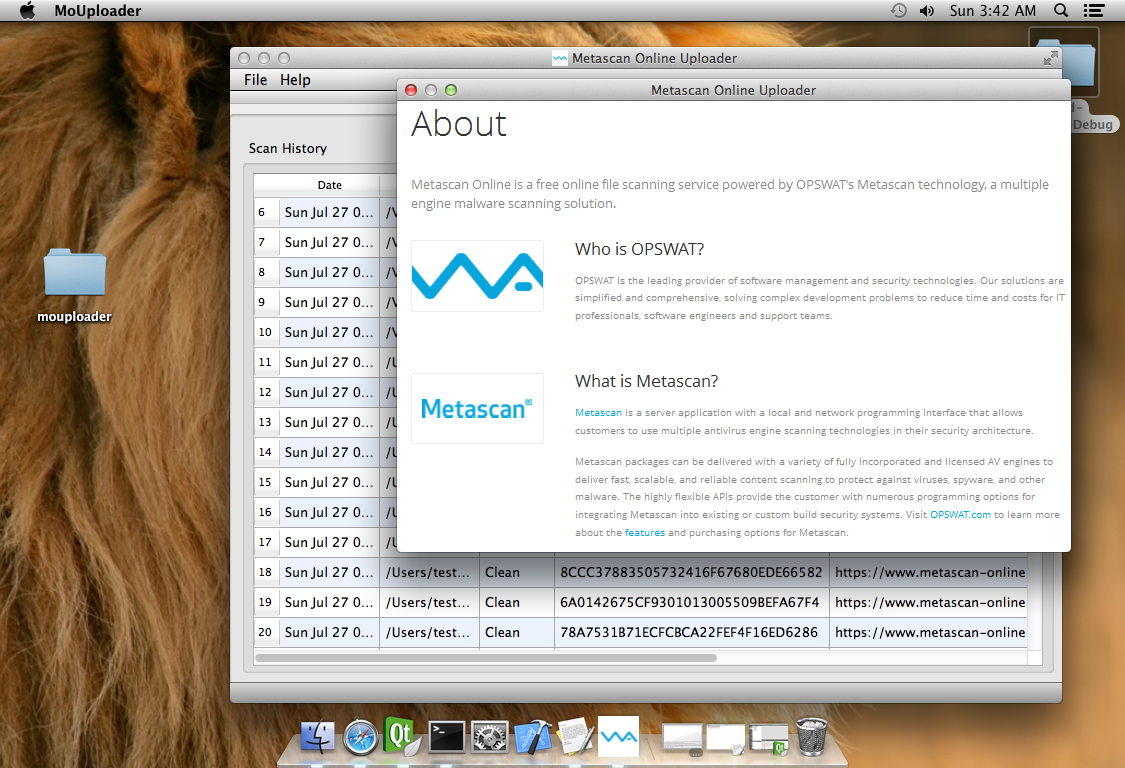 MoUploader
Sun 3:42 AM
Metascan Online Uploader
File Help
Scan History
Date
6 Sun Jul 27 0... /V
7 Sun Jul 27 0... /V
8 Sun Jul 27 0... /V
9 Sun Jul 27 0... /V
10 Sun Jul 27 0... /V
11 Sun Jul 27 0... /U
12 Sun Jul 27 0... /U
13 Sun Jul 27 0... /U
14 Sun Jul 27 0... /U
15 Sun Jul 27 0... /U
16 Sun Jul 27 0... /U
17 Sun Jul 27 0... /U
18 Sun Jul 27 0... /Users/test... Clean 8CCC37883505732416F67680EDE66582 https://www.metascan-online
19 Sun Jul 27 0... /Users/test... Clean 6A0142675CF9301013005509BEFA67F4 https://www.metascan-online
20 Sun Jul 27 0... /Users/test... Clean 78A7531B71ECFCBCA22FEF4F16ED6286 https://www.metascan-online
Metascan Online Uploader
About
Metascan Online is a free online file scanning service powered by OPSWAT's Metascan technology, a multiple
engine malware scanning solution.
Who is OPSWAT?
OPSWAT is the leading provider of software management and security technologies. Our solutions are
simplified and comprehensive, solving complex development problems to reduce time and costs for IT
professionals, software engineers and support teams.
Metascan®
What is Metascan?
Metascan is a server application with a local and network programming interface that allows
customers to use multiple antivirus engine scanning technologies in their security architecture.
Metascan packages can be delivered with a variety of fully incorporated and licensed AV engines to
deliver fast, scalable, and reliable content scanning to protect against viruses, spyware, and other
malware. The highly flexible APIs provide the customer with numerous programming options for
integrating Metascan into existing or custom build security systems. Visit OPSWAT.com to learn more
about the features and purchasing options for Metascan.
mouploader
Debug
Qt